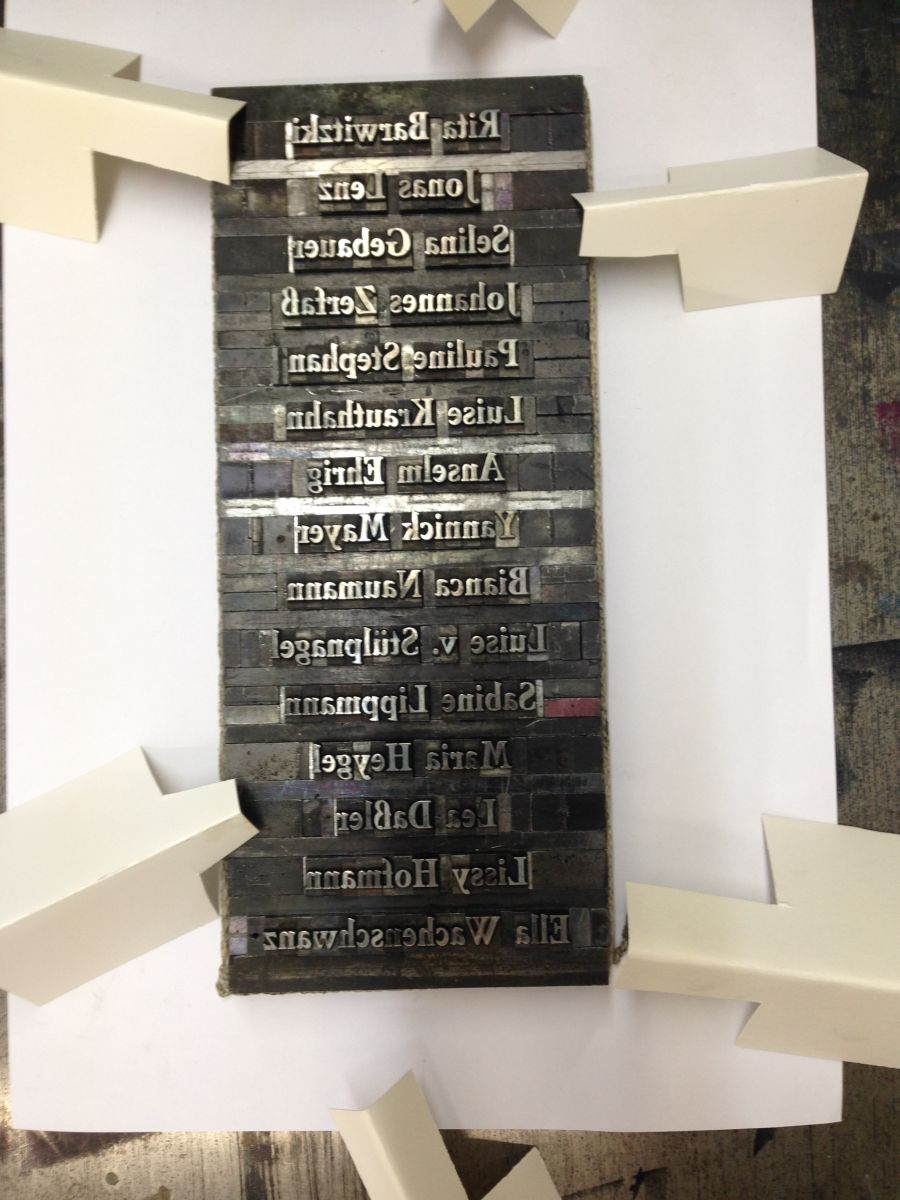 Rita Barwitzki
Jonas Lenz
Selina Gebauer
Johannes Zerfaß
Pauline Stephan
Luise Krauthahn
Anselm Ehrig
Yannick Mayer
Bianca Naumann
Luise v. Stülpnagel
Sabine Lippmann
Maria Heygel
Lea Daßler
Lissy Hofmann
Ella Wachenschwanz